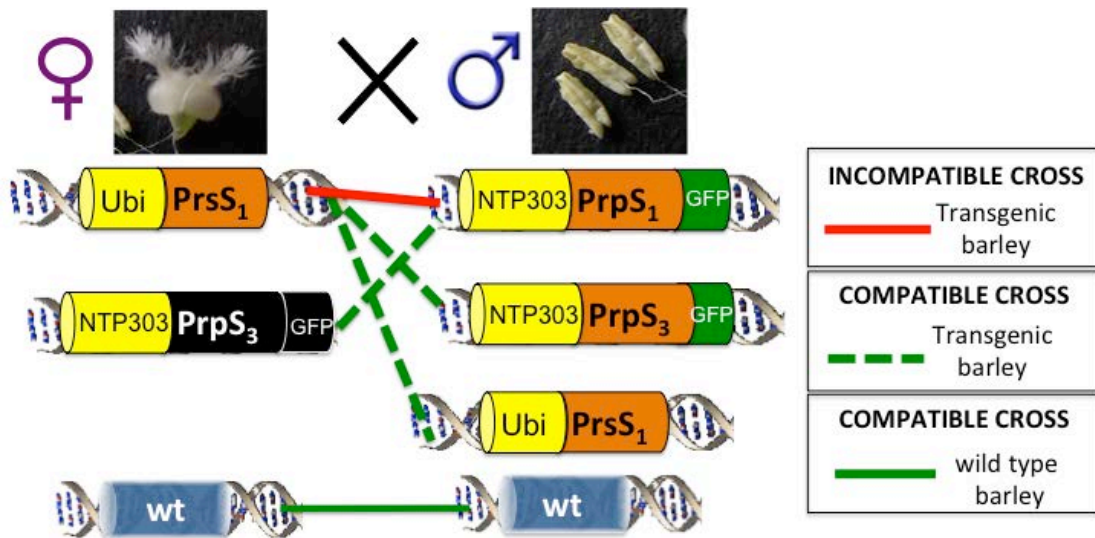 ♀ × ♂
Ubi PrsS₁
NTP303 PrpS₁ GFP
NTP303 PrpS₃ GFP
NTP303 PrpS₃ GFP
Ubi PrsS₁
wt
wt
INCOMPATIBLE CROSS
Transgenic
barley
COMPATIBLE CROSS
Transgenic
barley
COMPATIBLE CROSS
wild type
barley